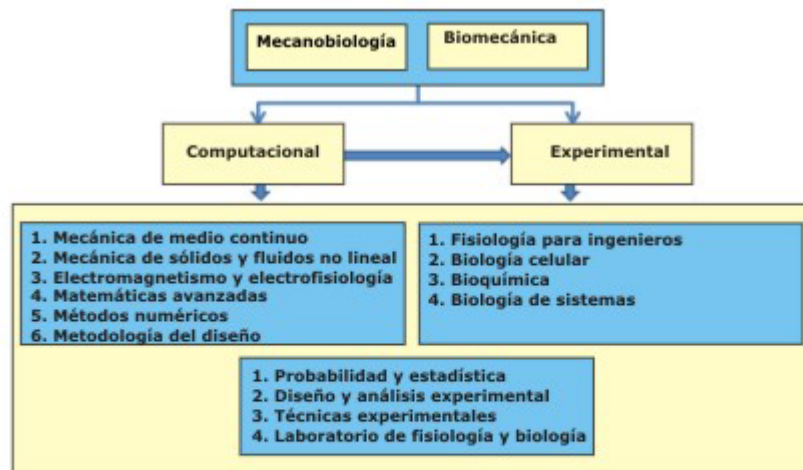 Mecanobiología
Biomecánica
Computacional
Experimental
1. Mecánica de medio continuo
2. Mecánica de sólidos y fluidos no lineal
3. Electromagnetismo y electrofisiología
4. Matemáticas avanzadas
5. Métodos numéricos
6. Metodología del diseño
1. Fisiología para ingenieros
2. Biología celular
3. Bioquímica
4. Biología de sistemas
1. Probabilidad y estadística
2. Diseño y análisis experimental
3. Técnicas experimentales
4. Laboratorio de fisiología y biología